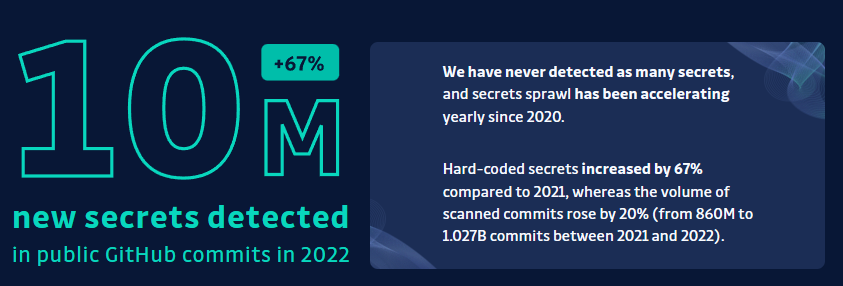 10
+67%
M
new secrets detected
in public GitHub commits in 2022
We have never detected as many secrets,
and secrets sprawl has been accelerating
yearly since 2020.
Hard-coded secrets increased by 67%
compared to 2021, whereas the volume of
scanned commits rose by 20% (from 860M to
1.027B commits between 2021 and 2022).